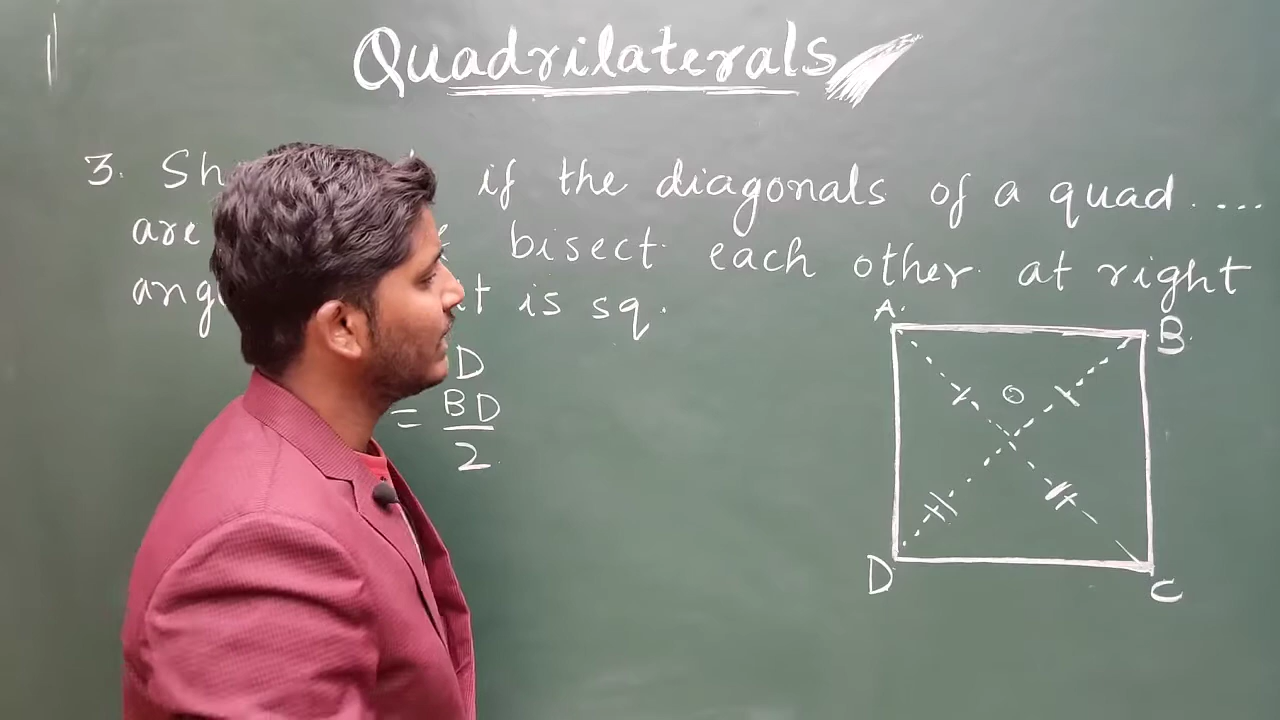 Quadrilaterals
3. Sh if the diagonals of a quad....
are bisect each other at right
ang it is sq.
D
= BD
2
A
B
O
D
C